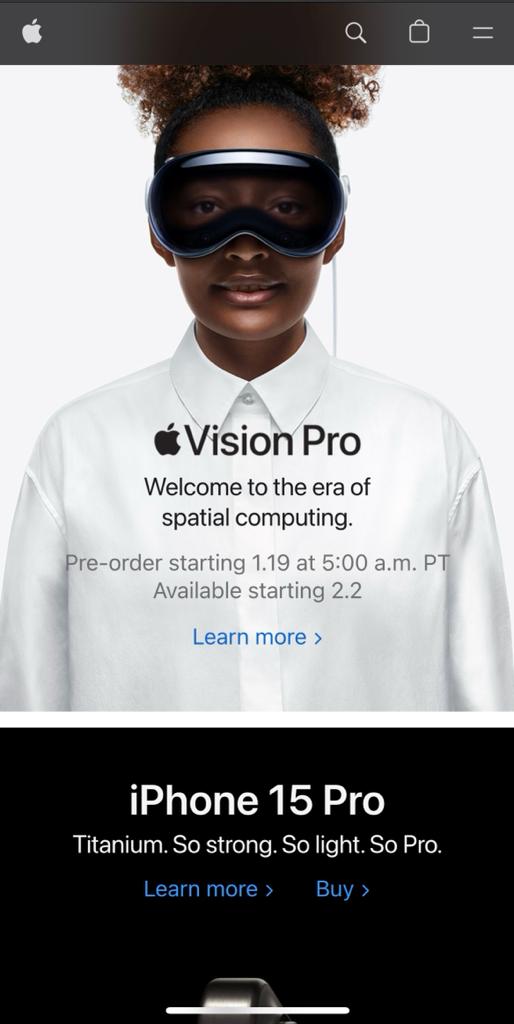 Vision Pro
Welcome to the era of
spatial computing.
Pre-order starting 1.19 at 5:00 a.m. PT
Available starting 2.2
Learn more >
iPhone 15 Pro
Titanium. So strong. So light. So Pro.
Learn more > Buy >